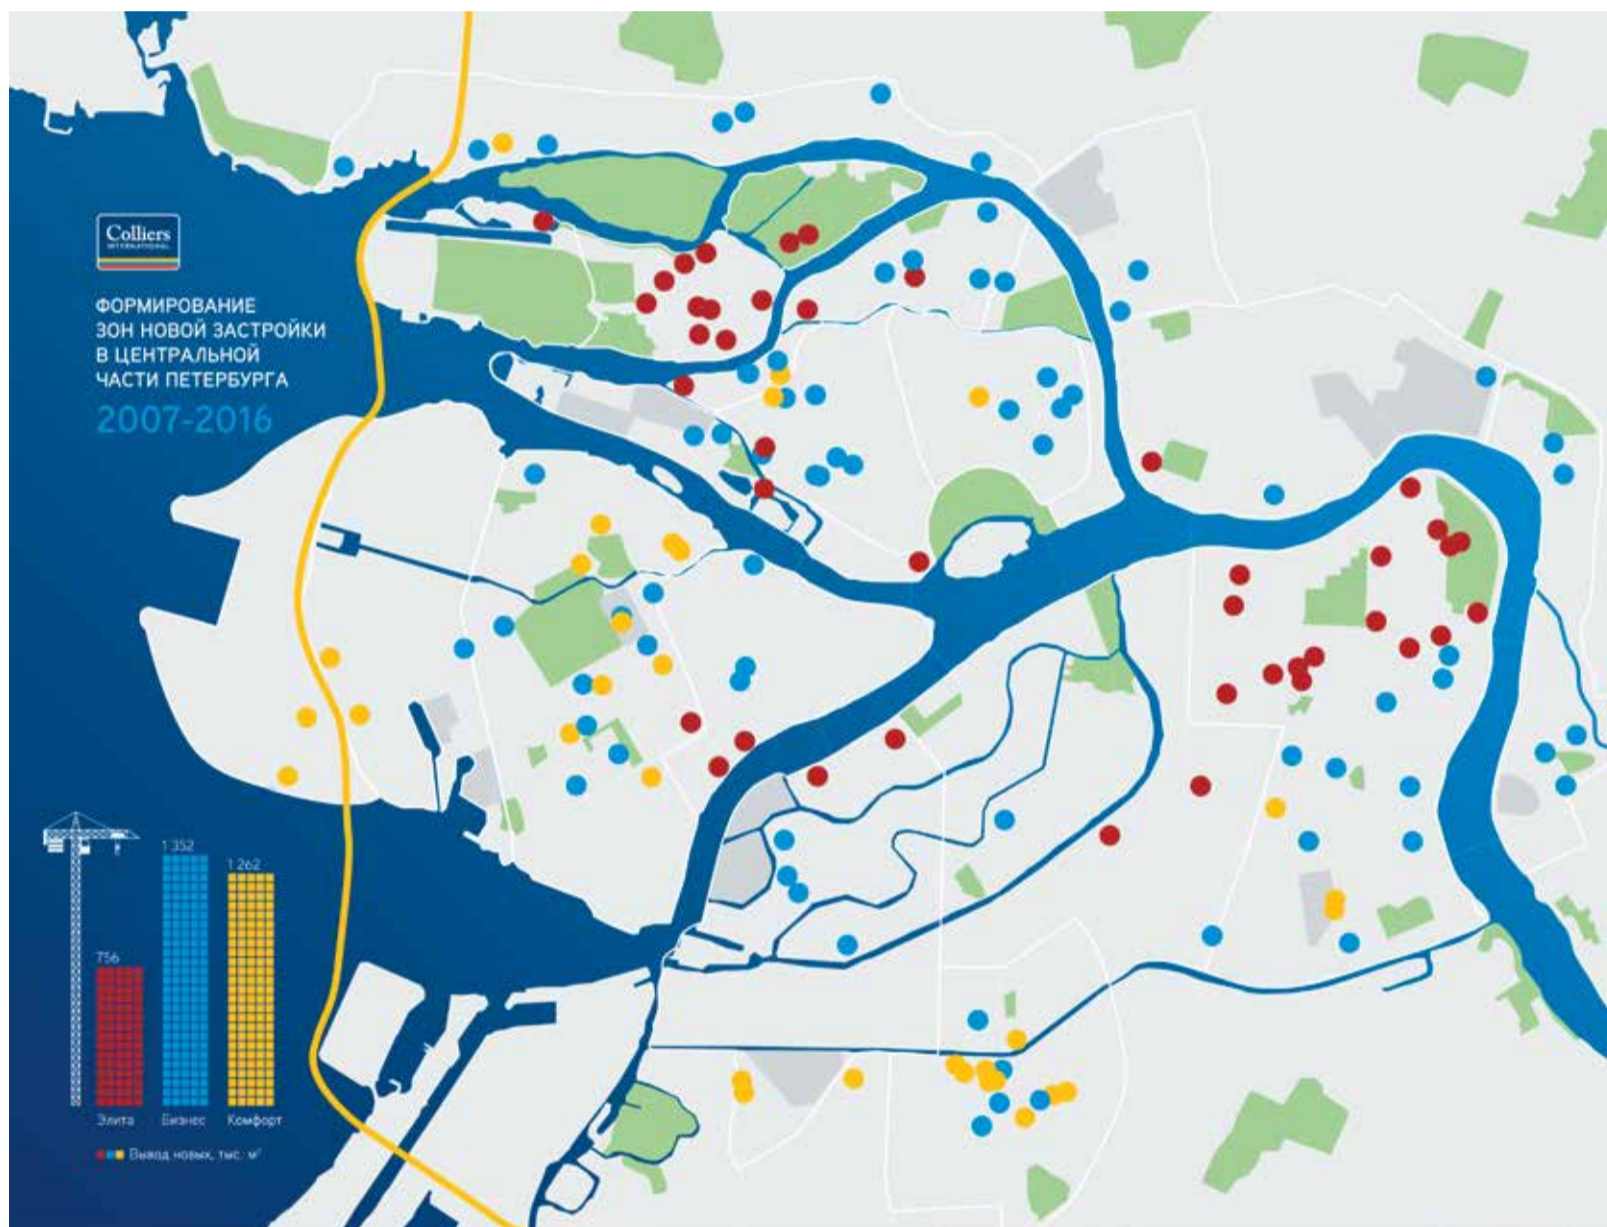 Colliers
INTERNATIONAL
ФОРМИРОВАНИЕ
ЗОН НОВОЙ ЗАСТРОЙКИ
В ЦЕНТРАЛЬНОЙ
ЧАСТИ ПЕТЕРБУРГА
2007-2016
1 352
1 262
756
Элита Бизнес Комфорт
Вывод новых, тыс. м²